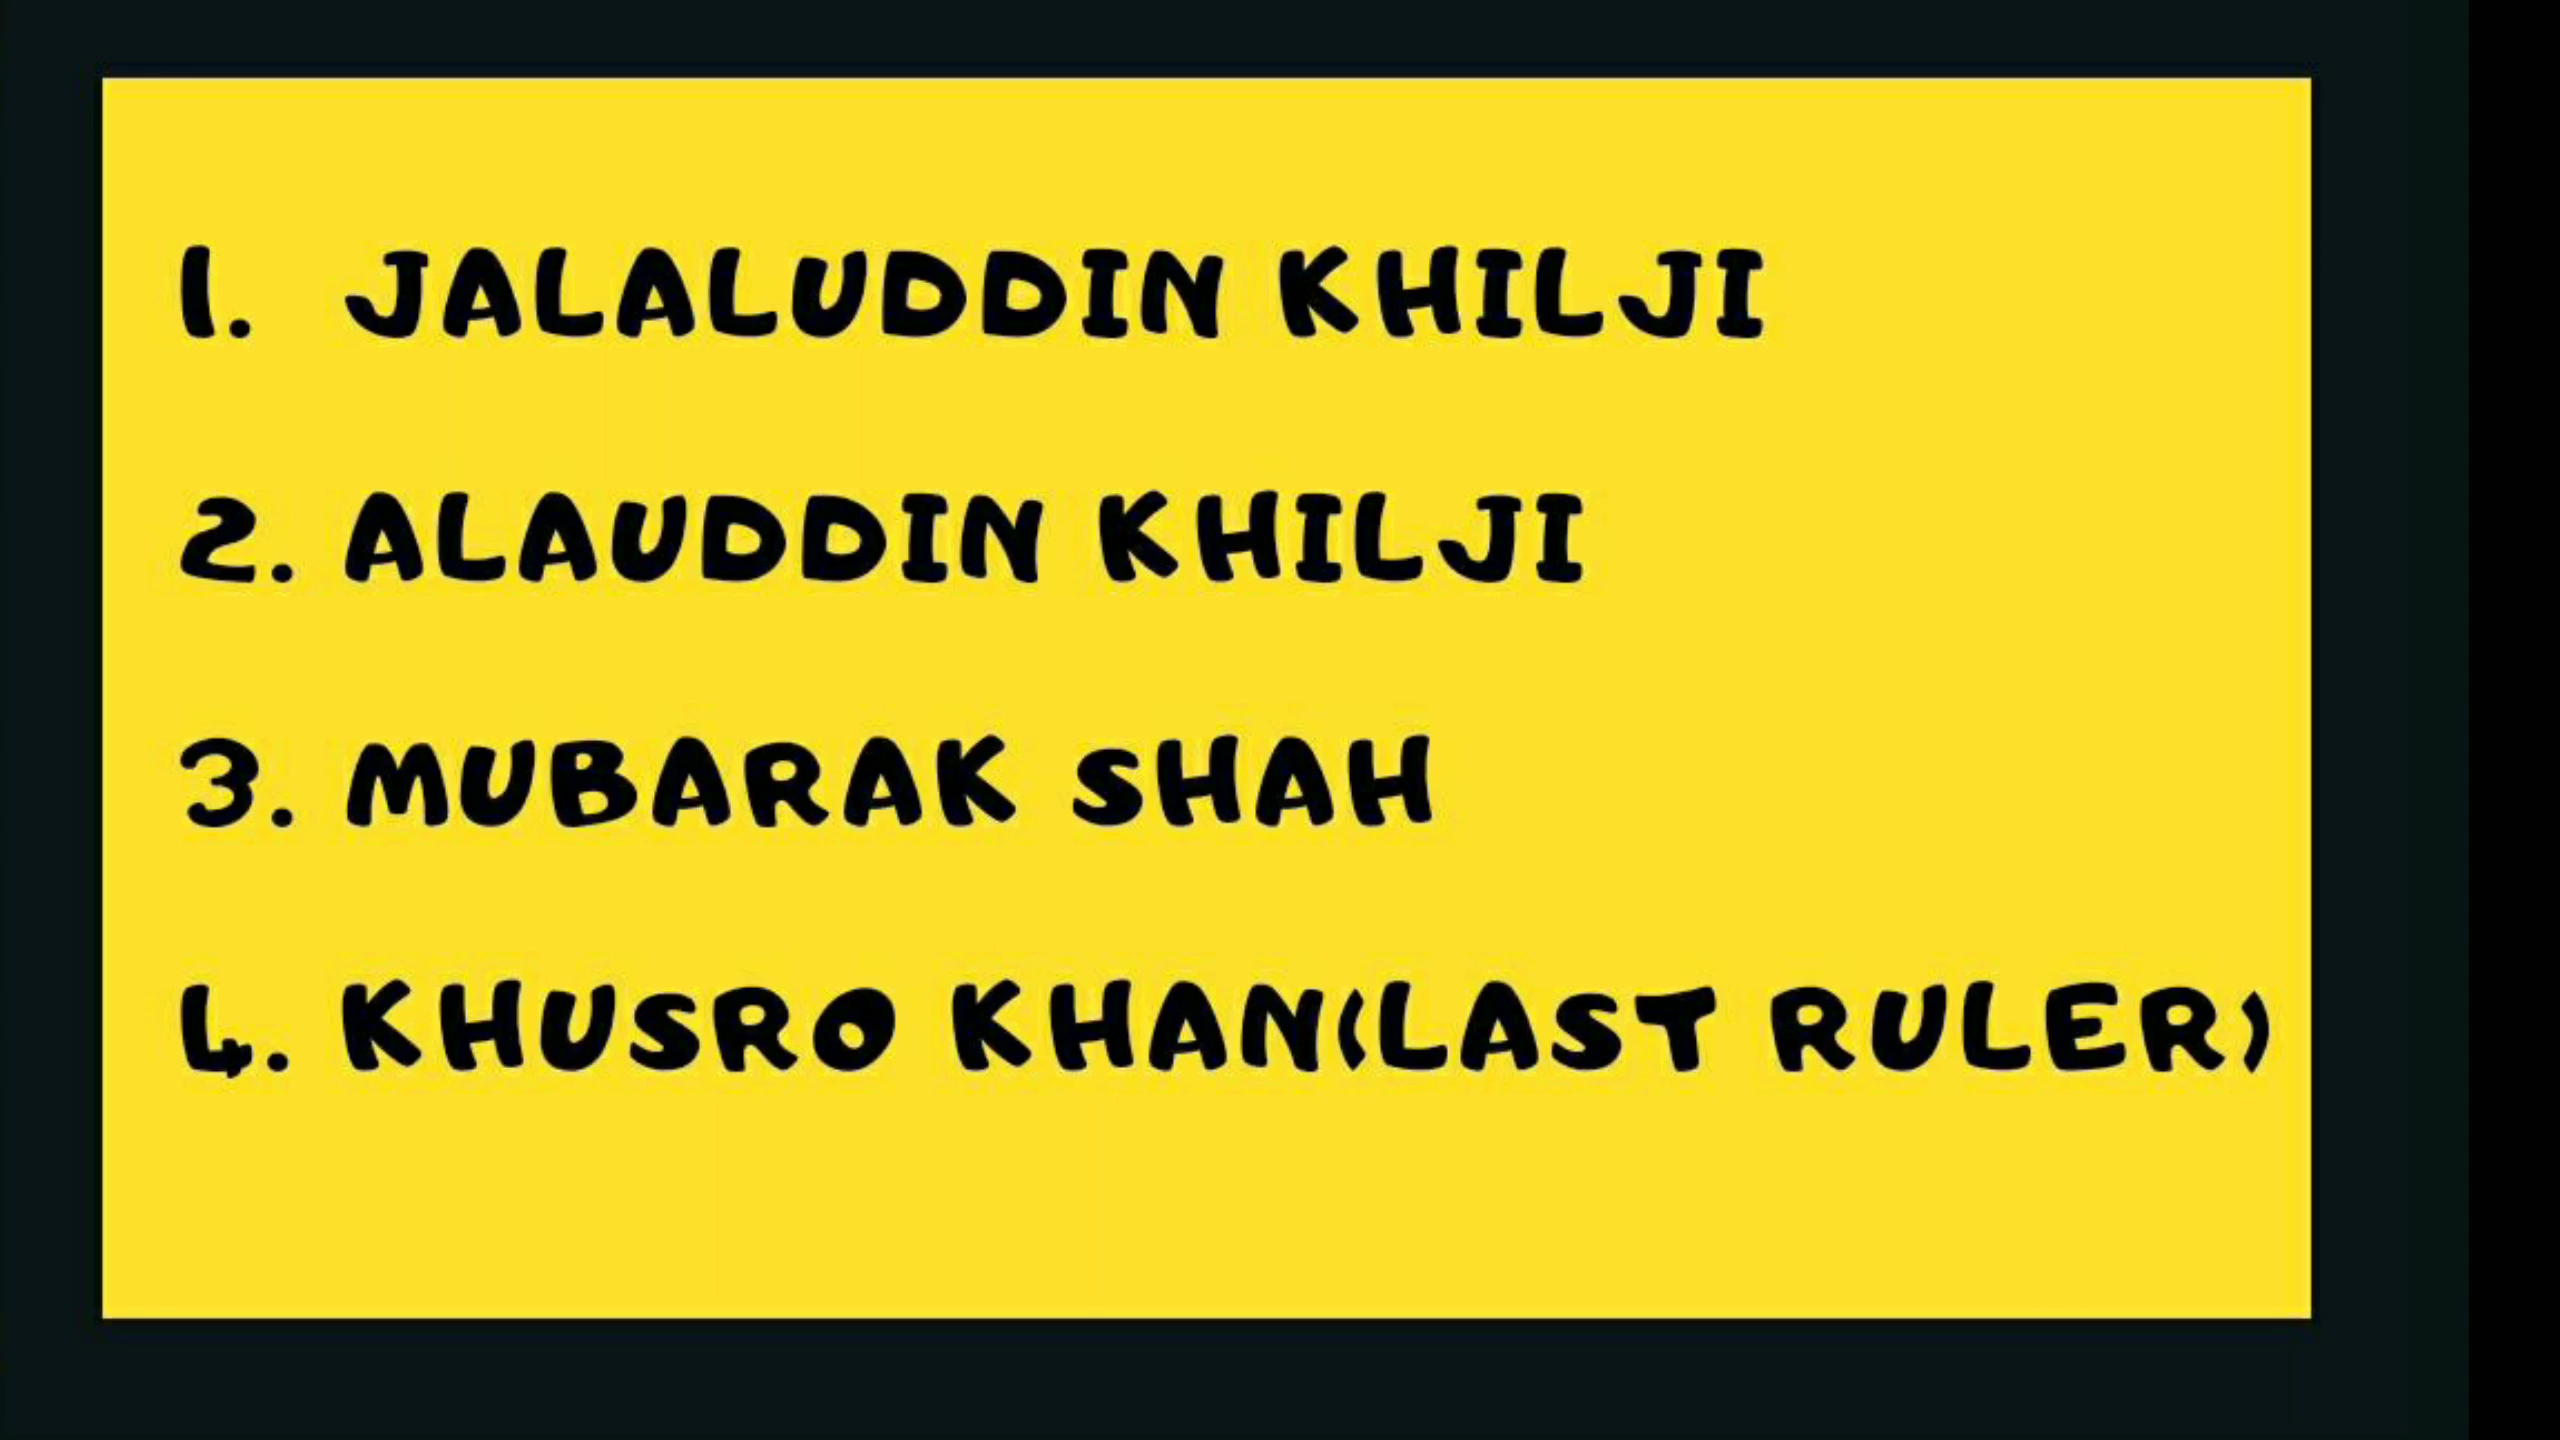 1. JALALUDDIN KHILJI
2. ALAUDDIN KHILJI
3. MUBARAK SHAH
4. KHUSRO KHAN(LAST RULER)